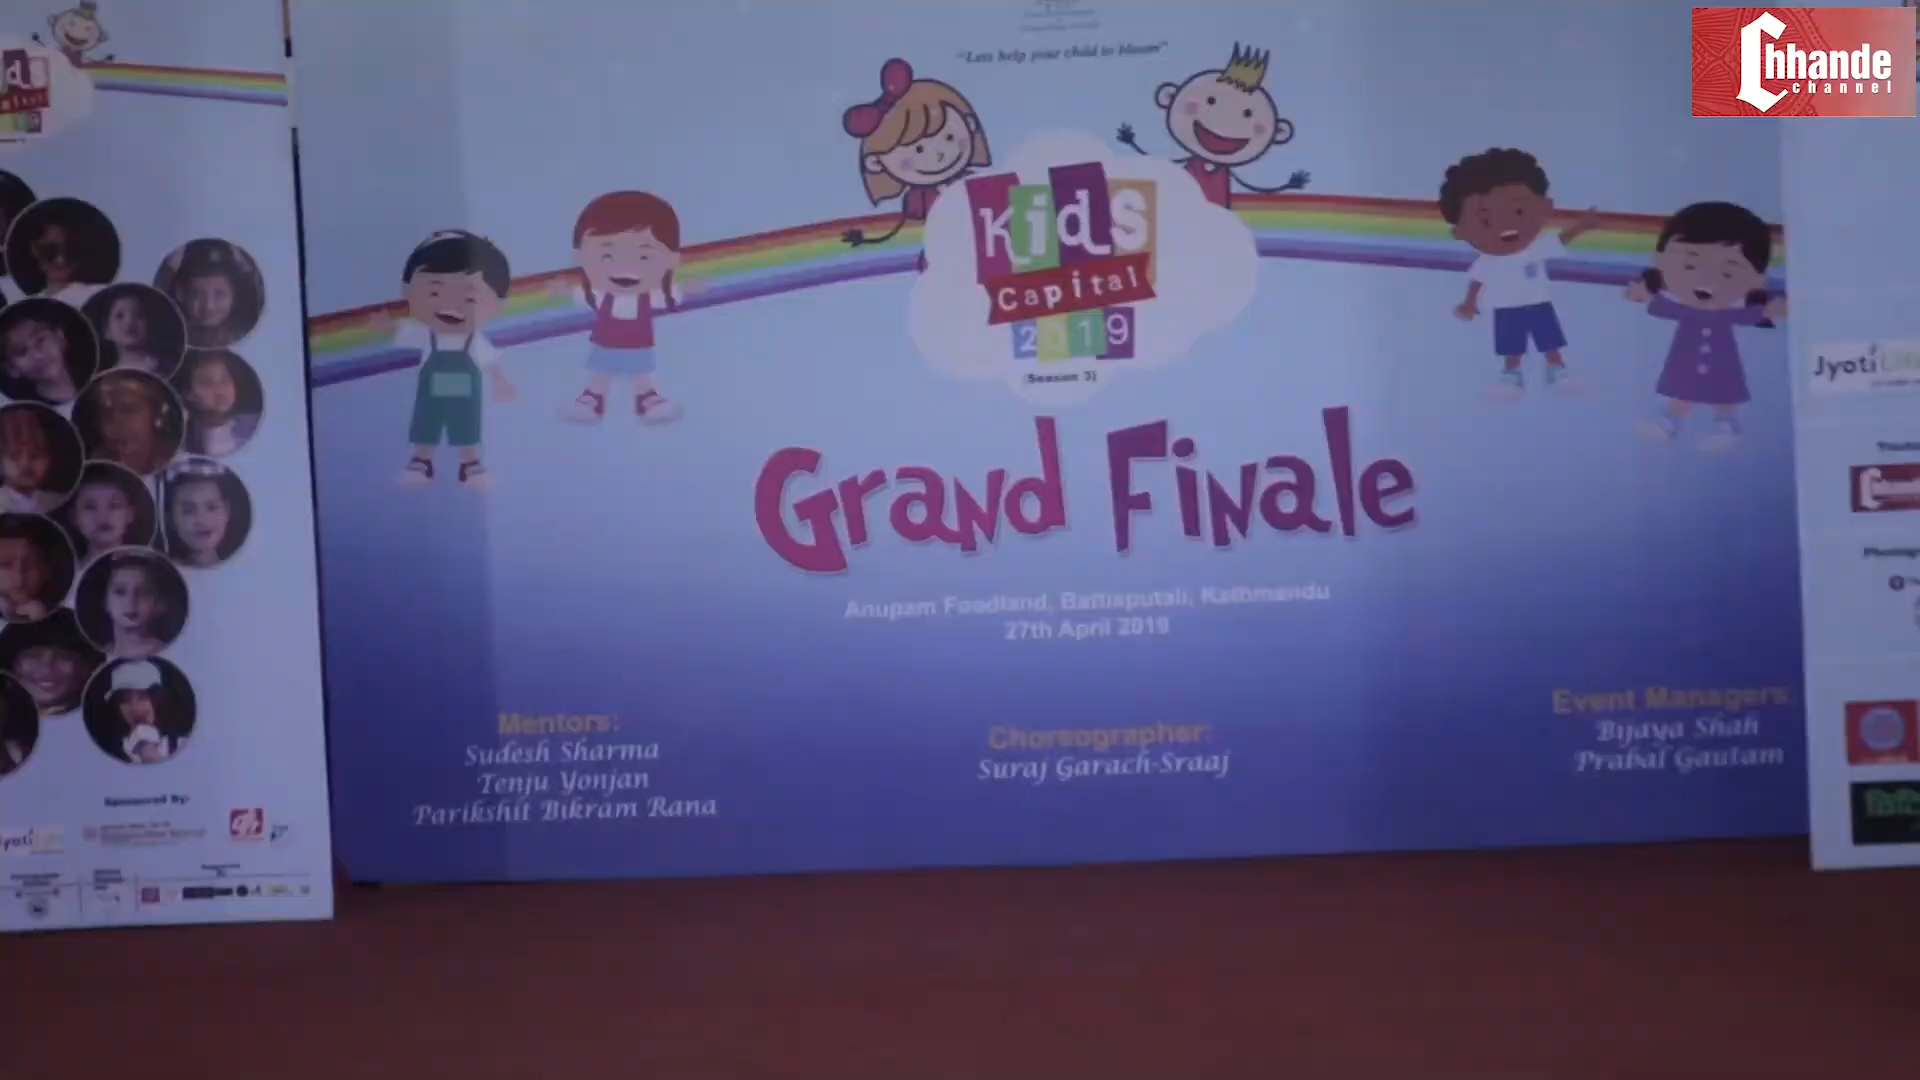 Chhande
channel
"Lets help your child to bloom"
Kids
Capital
2019
(Season 3)
Grand Finale
Anupam Foodland, Battisputali, Kathmandu
27th April 2019
Mentors:
Sudesh Sharma
Tenju Yonjan
Parikshit Bikram Rana
Choreographer:
Suraj Garach-Sraaj
Event Managers:
Bijaya Shah
Prabal Gautam
Sponsored By:
Jyoti